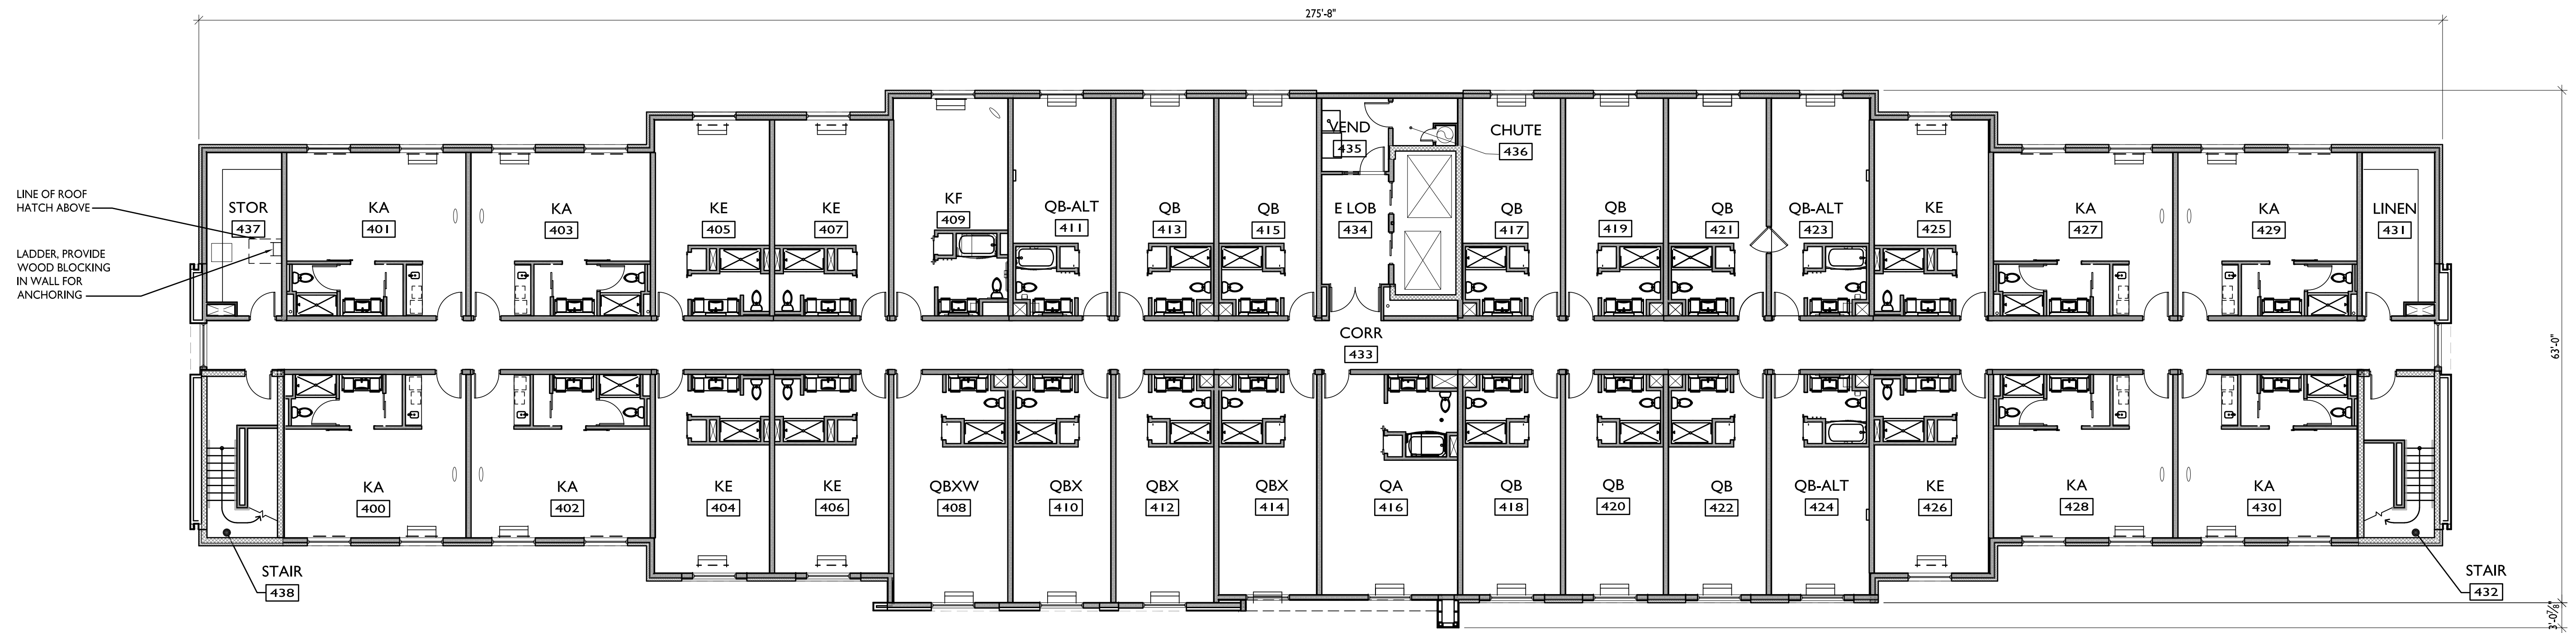 275'-8"
LINE OF ROOF
HATCH ABOVE
LADDER, PROVIDE
WOOD BLOCKING
IN WALL FOR
ANCHORING
STOR
437
KA
401
KA
403
KE
405
KE
407
KF
409
QB-ALT
411
QB
413
QB
415
VEND
435
E LOB
434
CHUTE
436
QB
417
QB
419
QB
421
QB-ALT
423
KE
425
KA
427
KA
429
LINEN
431
CORR
433
63'-0"
KA
400
KA
402
KE
404
KE
406
QBXW
408
QBX
410
QBX
412
QBX
414
QA
416
QB
418
QB
420
QB
422
QB-ALT
424
KE
426
KA
428
KA
430
STAIR
438
STAIR
432
3'-0⅞"